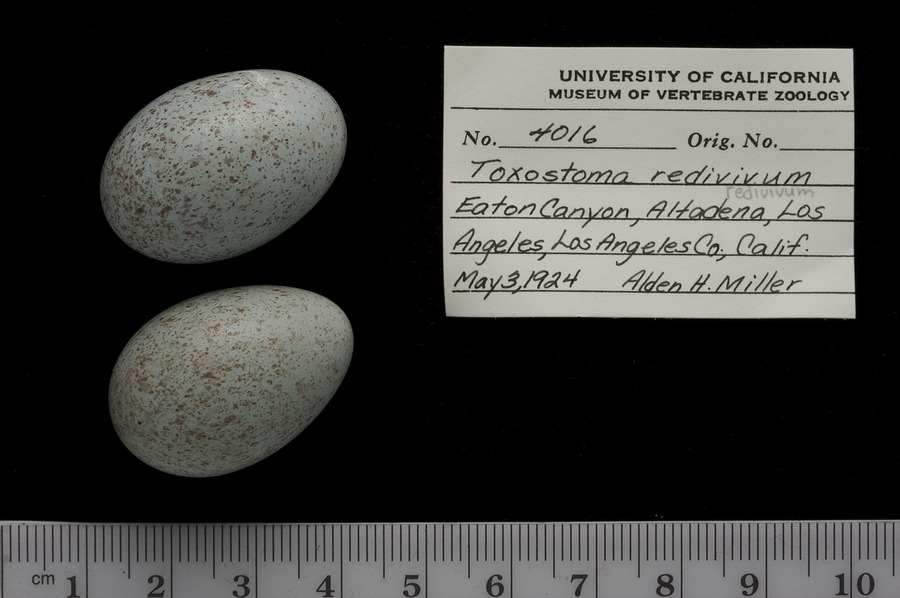 UNIVERSITY OF CALIFORNIA
MUSEUM OF VERTEBRATE ZOOLOGY
No. 4016 Orig. No.
Toxostoma redivivum
redivivum
Eaton Canyon, Altadena, Los
Angeles, Los Angeles Co., Calif.
May 3, 1924 Alden H. Miller
cm 1 2 3 4 5 6 7 8 9 10